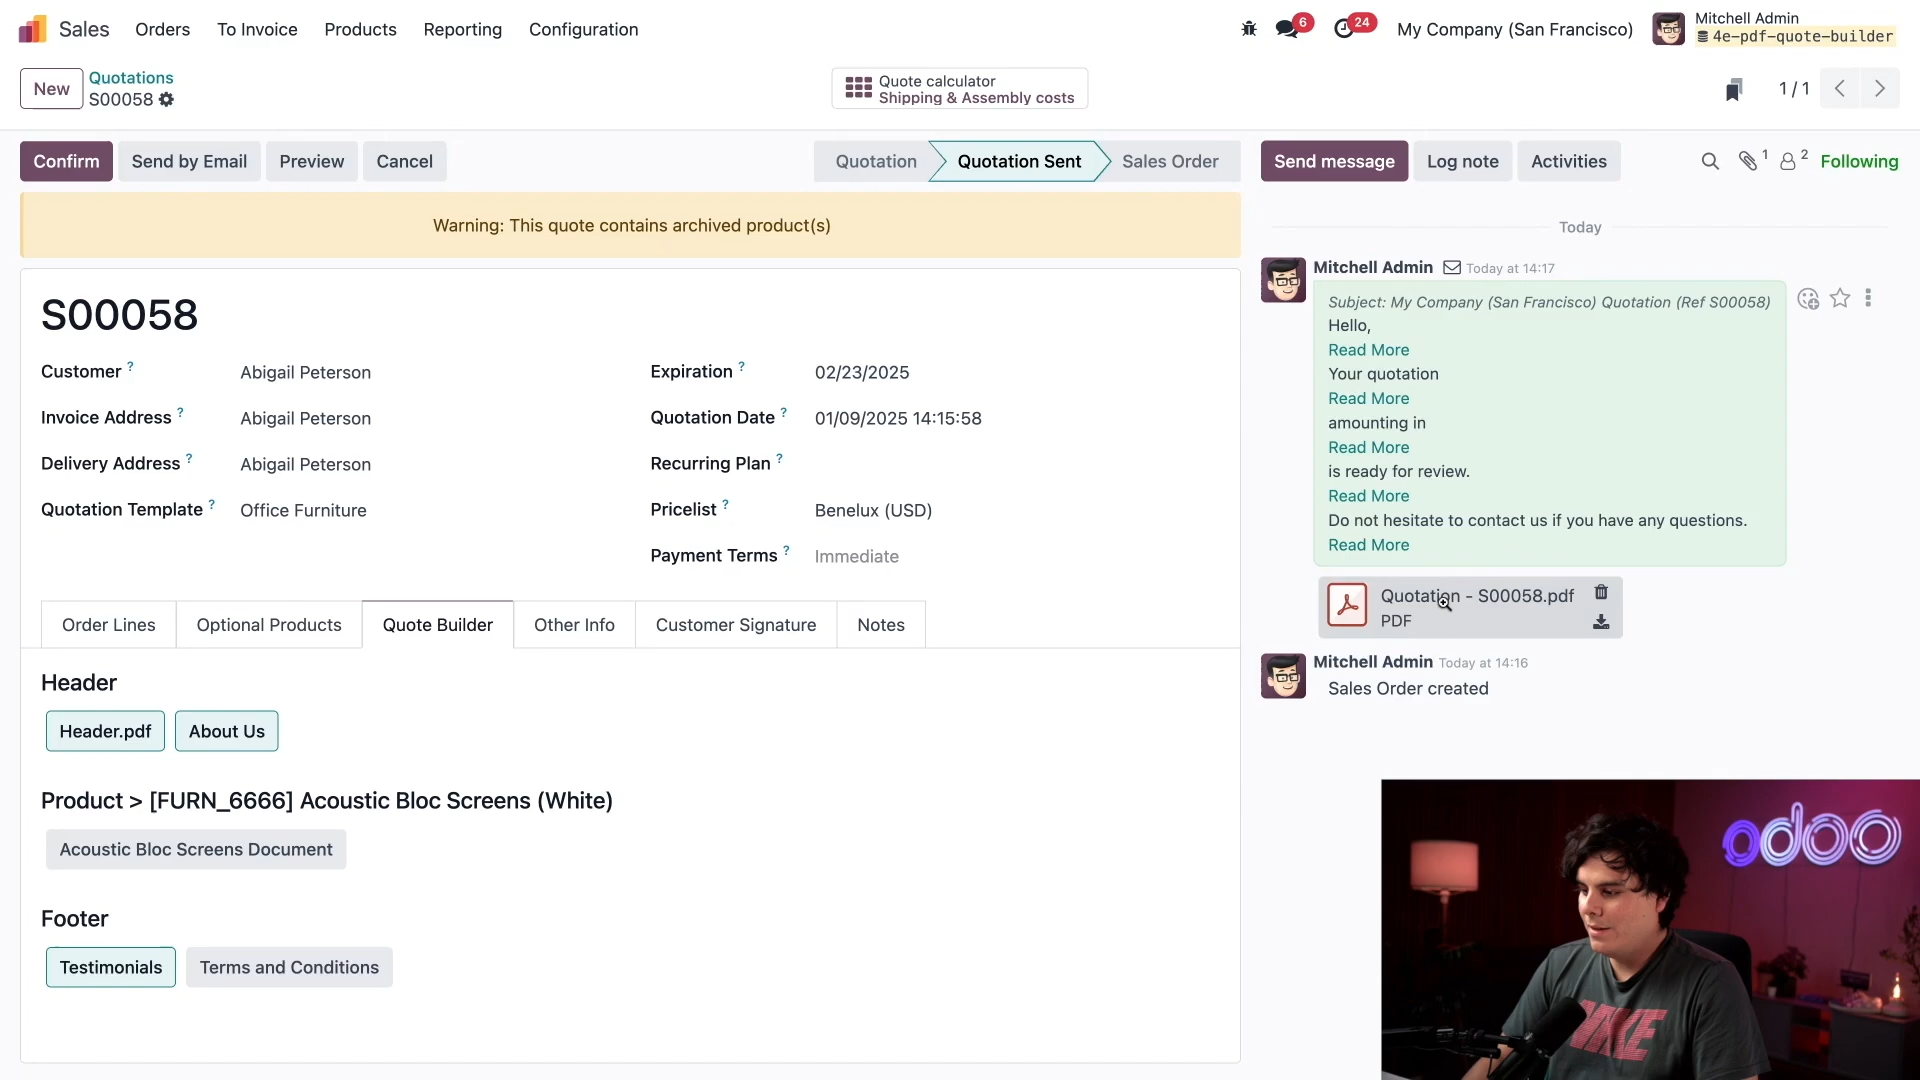 Sales Orders To Invoice Products Reporting Configuration
6 24 My Company (San Francisco) Mitchell Admin
4e-pdf-quote-builder
New Quotations
S00058
Quote calculator
Shipping & Assembly costs
1 / 1
Confirm Send by Email Preview Cancel
Quotation Quotation Sent Sales Order
Send message Log note Activities 1 2 Following
Warning: This quote contains archived product(s)
S00058
Customer ? Abigail Peterson
Invoice Address ? Abigail Peterson
Delivery Address ? Abigail Peterson
Quotation Template ? Office Furniture
Expiration ? 02/23/2025
Quotation Date ? 01/09/2025 14:15:58
Recurring Plan ?
Pricelist ? Benelux (USD)
Payment Terms ? Immediate
Order Lines Optional Products Quote Builder Other Info Customer Signature Notes
Header
Header.pdf About Us
Product > [FURN_6666] Acoustic Bloc Screens (White)
Acoustic Bloc Screens Document
Footer
Testimonials Terms and Conditions
Today
Mitchell Admin Today at 14:17
Subject: My Company (San Francisco) Quotation (Ref S00058)
Hello,
Read More
Your quotation
Read More
amounting in
Read More
is ready for review.
Read More
Do not hesitate to contact us if you have any questions.
Read More
Quotation - S00058.pdf
PDF
Mitchell Admin Today at 14:16
Sales Order created
odoo
NIKE